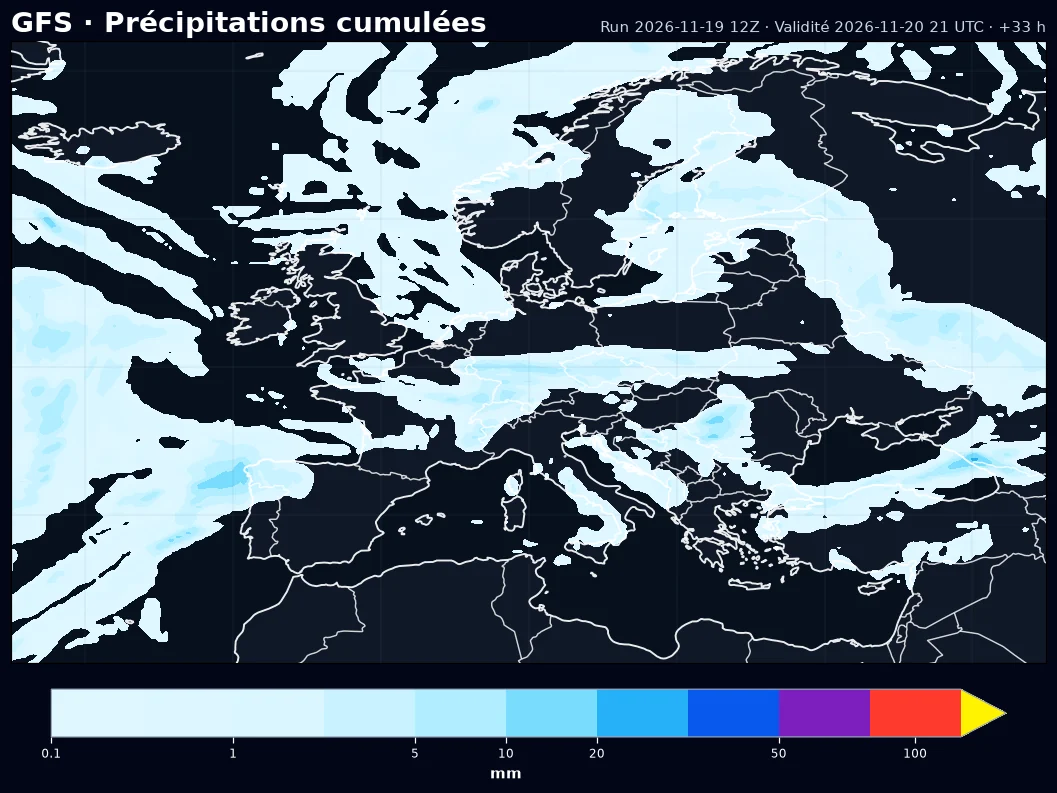 GFS · Précipitations cumulées
Run 2026-11-19 12Z · Validité 2026-11-20 21 UTC · +33 h
0.1 1 5 10 20 50 100
mm